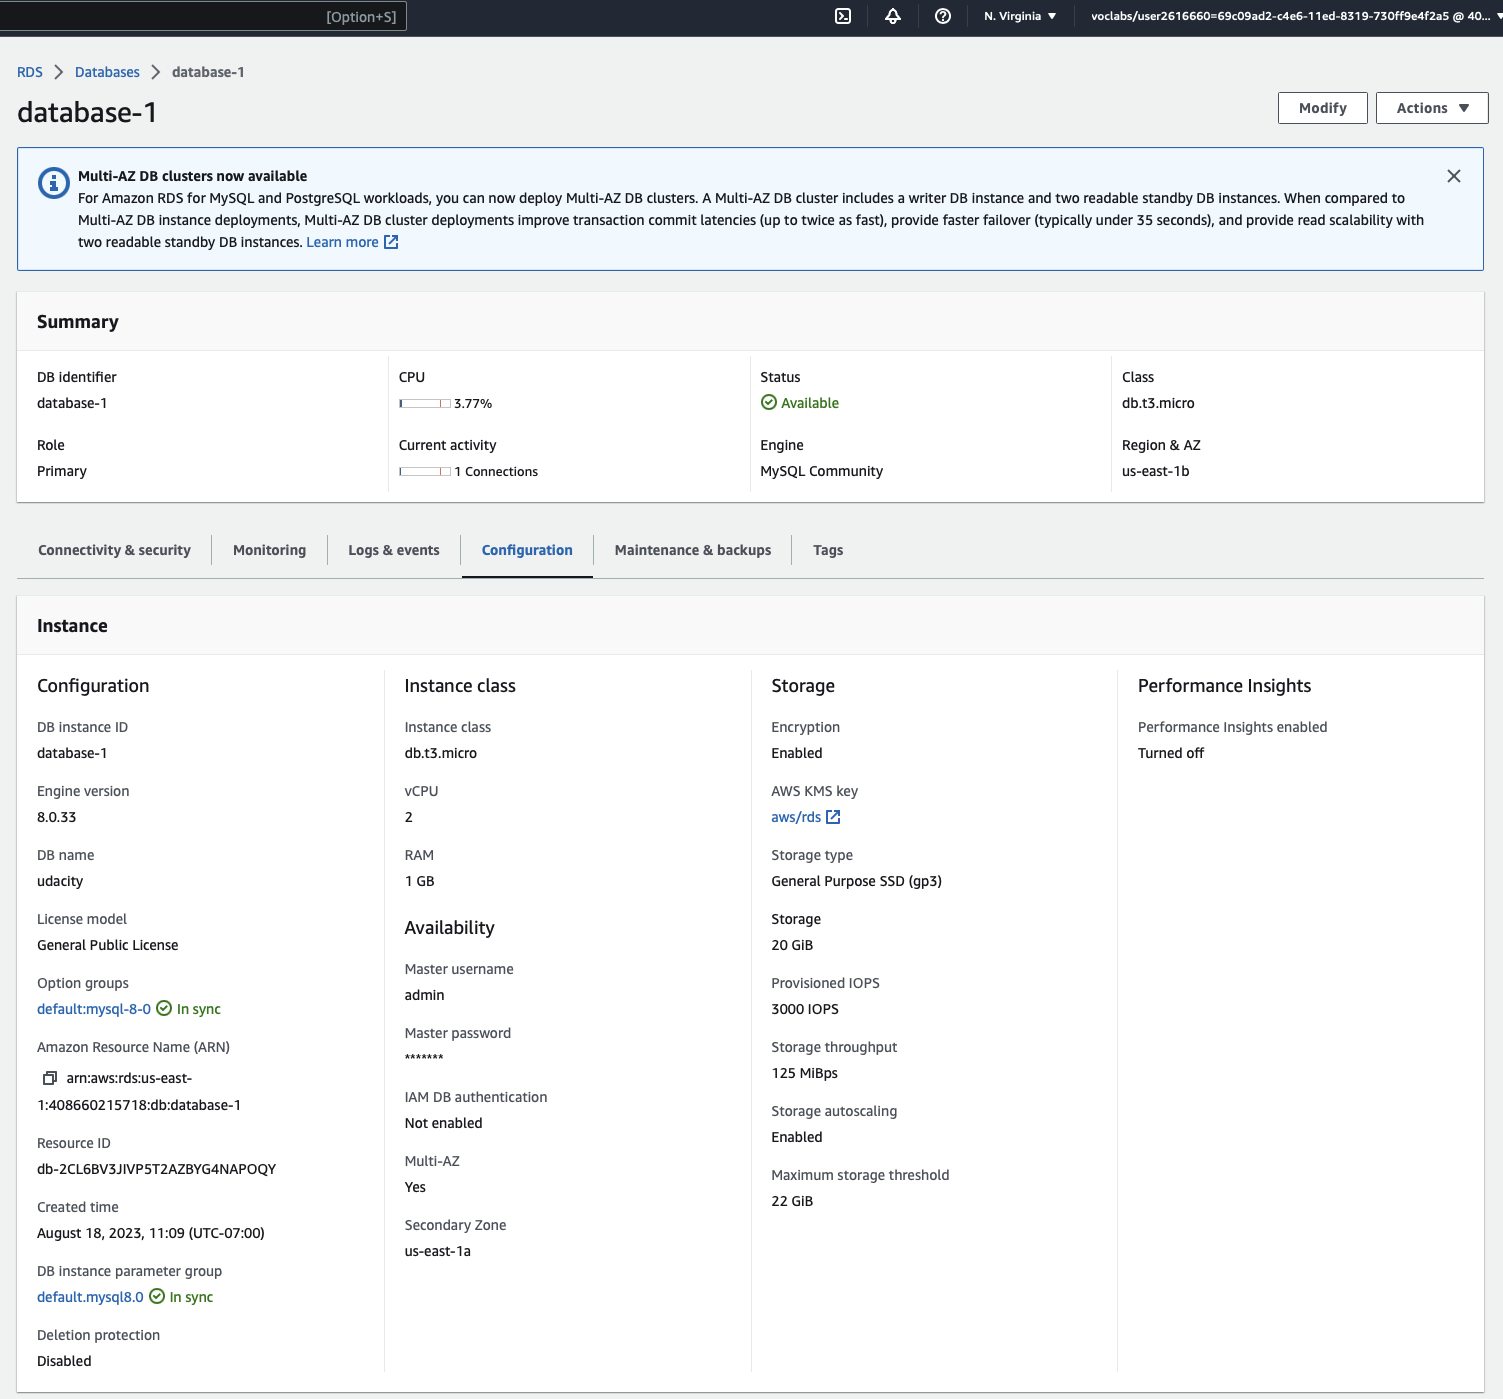 [Option+S]
N. Virginia
voclabs/user2616660=69c09ad2-c4e6-11ed-8319-730ff9e4f2a5 @ 40...
RDS
Databases
database-1
database-1
Modify
Actions
Multi-AZ DB clusters now available
For Amazon RDS for MySQL and PostgreSQL workloads, you can now deploy Multi-AZ DB clusters. A Multi-AZ DB cluster includes a writer DB instance and two readable standby DB instances. When compared to
Multi-AZ DB instance deployments, Multi-AZ DB cluster deployments improve transaction commit latencies (up to twice as fast), provide faster failover (typically under 35 seconds), and provide read scalability with
two readable standby DB instances. Learn more
Summary
DB identifier
database-1
Role
Primary
CPU
3.77%
Current activity
1 Connections
Status
Available
Engine
MySQL Community
Class
db.t3.micro
Region & AZ
us-east-1b
Connectivity & security
Monitoring
Logs & events
Configuration
Maintenance & backups
Tags
Instance
Configuration
DB instance ID
database-1
Engine version
8.0.33
DB name
udacity
License model
General Public License
Option groups
default:mysql-8-0 In sync
Amazon Resource Name (ARN)
arn:aws:rds:us-east-
1:408660215718:db:database-1
Resource ID
db-2CL6BV3JIVP5T2AZBYG4NAPOQY
Created time
August 18, 2023, 11:09 (UTC-07:00)
DB instance parameter group
default.mysql8.0 In sync
Deletion protection
Disabled
Instance class
Instance class
db.t3.micro
vCPU
2
RAM
1 GB
Availability
Master username
admin
Master password
*******
IAM DB authentication
Not enabled
Multi-AZ
Yes
Secondary Zone
us-east-1a
Storage
Encryption
Enabled
AWS KMS key
aws/rds
Storage type
General Purpose SSD (gp3)
Storage
20 GiB
Provisioned IOPS
3000 IOPS
Storage throughput
125 MiBps
Storage autoscaling
Enabled
Maximum storage threshold
22 GiB
Performance Insights
Performance Insights enabled
Turned off